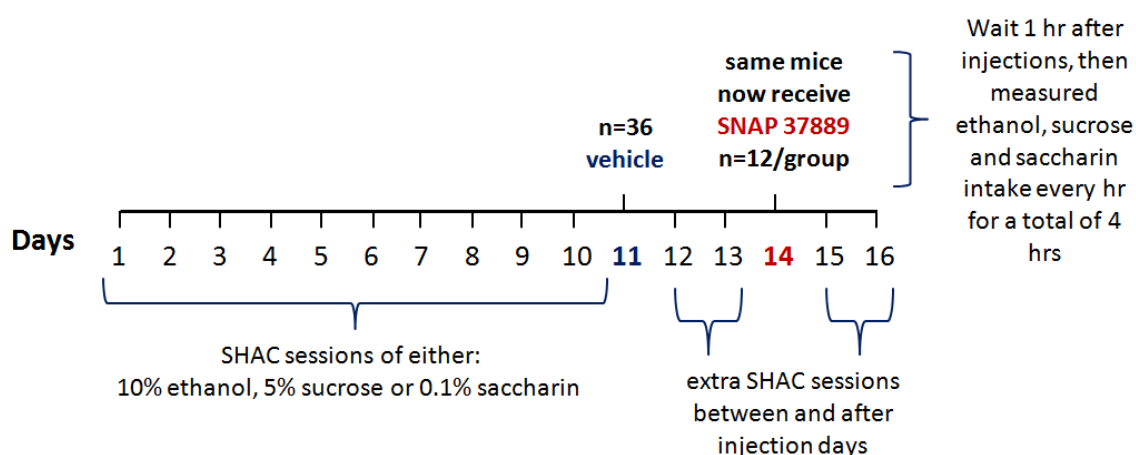 Wait 1 hr after
injections, then
measured
ethanol, sucrose
and saccharin
intake every hr
for a total of 4
hrs
same mice
now receive
SNAP 37889
n=12/group
n=36
vehicle
Days
1 2 3 4 5 6 7 8 9 10 11 12 13 14 15 16
SHAC sessions of either:
10% ethanol, 5% sucrose or 0.1% saccharin
extra SHAC sessions
between and after
injection days